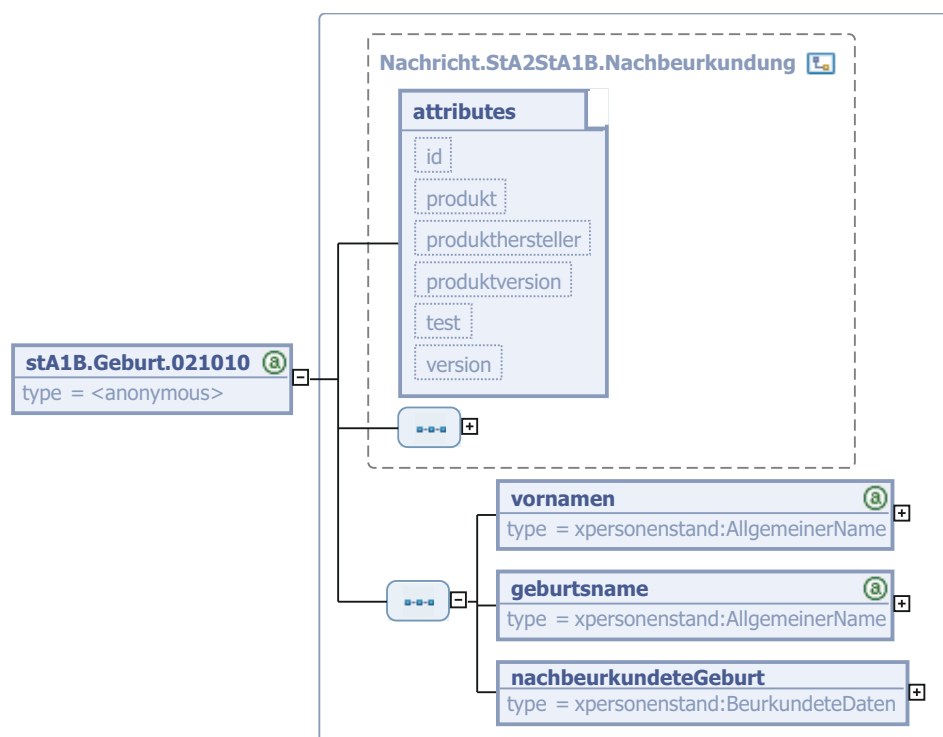 Nachricht.StA2StA1B.Nachbeurkundung
attributes
id
produkt
produkthersteller
produktversion
test
version
stA1B.Geburt.021010 a
type = <anonymous>
vornamen a
type = xpersonenstand:AllgemeinerName
geburtsname a
type = xpersonenstand:AllgemeinerName
nachbeurkundeteGeburt
type = xpersonenstand:BeurkundeteDaten